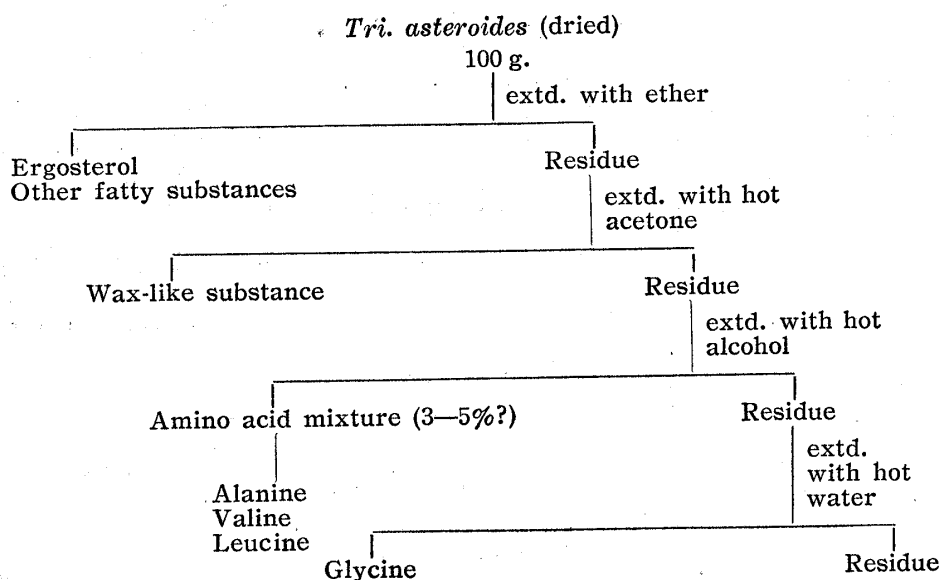 Tri. asteroides (dried)
100 g.
extd. with ether
Ergosterol
Other fatty substances
Residue
extd. with hot
acetone
Wax-like substance
Residue
extd. with hot
alcohol
Amino acid mixture (3—5%?)
Residue
extd.
with hot
water
Alanine
Valine
Leucine
Glycine
Residue